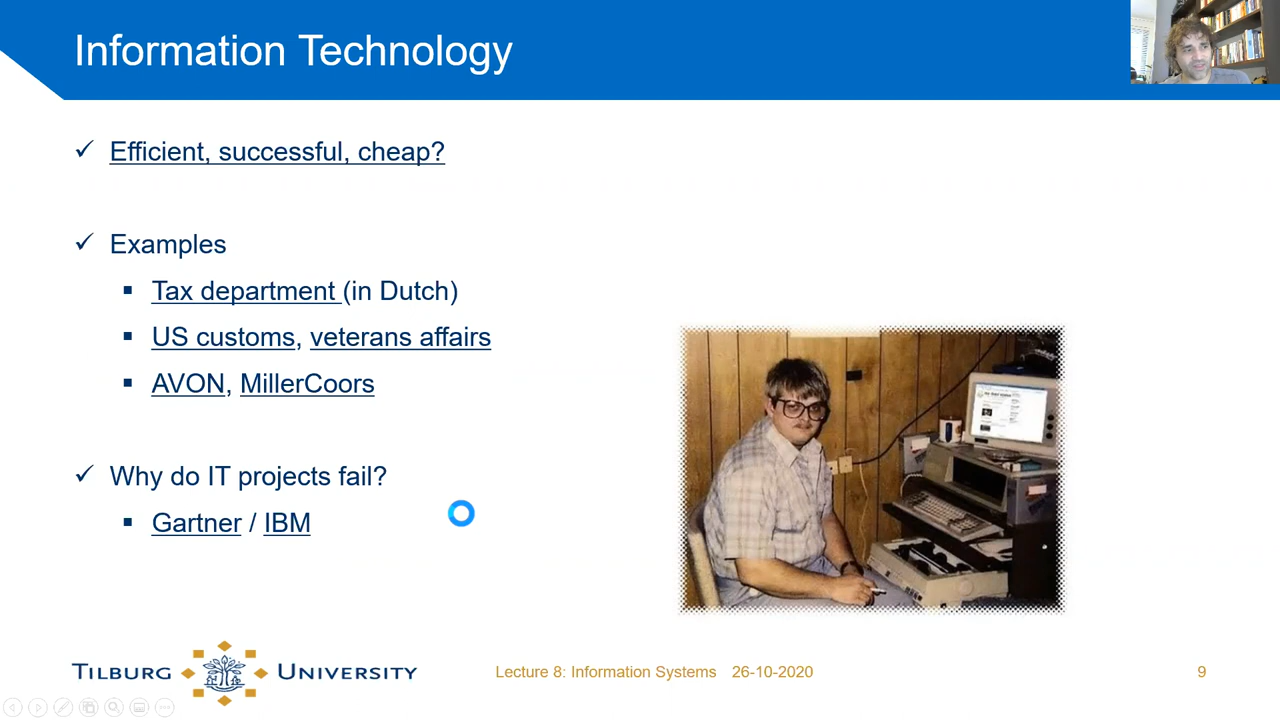 Information Technology
Efficient, successful, cheap?
Examples
Tax department (in Dutch)
US customs, veterans affairs
AVON, MillerCoors
Why do IT projects fail?
Gartner / IBM
TILBURG UNIVERSITY
Lecture 8: Information Systems 26-10-2020
9